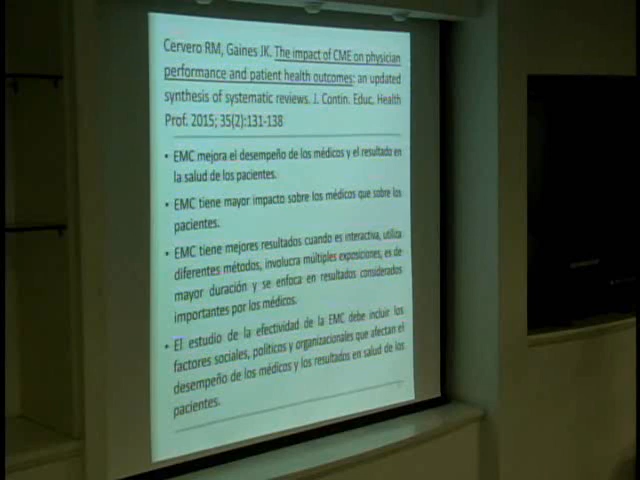 Cervero RM, Gaines JK. The impact of CME on physician
performance and patient health outcomes: an updated
synthesis of systematic reviews. J. Contin. Educ. Health
Prof. 2015; 35(2):131-138
• EMC mejora el desempeño de los médicos y el resultado en
la salud de los pacientes.
• EMC tiene mayor impacto sobre los médicos que sobre los
pacientes.
• EMC tiene mejores resultados cuando es interactiva, utiliza
diferentes métodos, involucra múltiples exposiciones, es de
mayor duración y se enfoca en resultados considerados
importantes por los médicos.
• El estudio de la efectividad de la EMC debe incluir los
factores sociales, políticos y organizacionales que afectan el
desempeño de los médicos y los resultados en salud de los
pacientes.